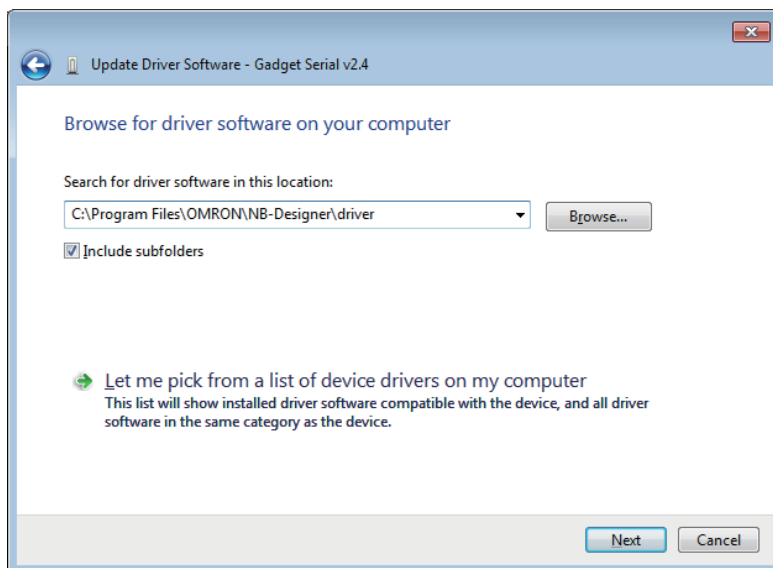 Update Driver Software - Gadget Serial v2.4
Browse for driver software on your computer
Search for driver software in this location:
C:\Program Files\OMRON\NB-Designer\driver
Browse...
Include subfolders
Let me pick from a list of device drivers on my computer
This list will show installed driver software compatible with the device, and all driver
software in the same category as the device.
Next
Cancel